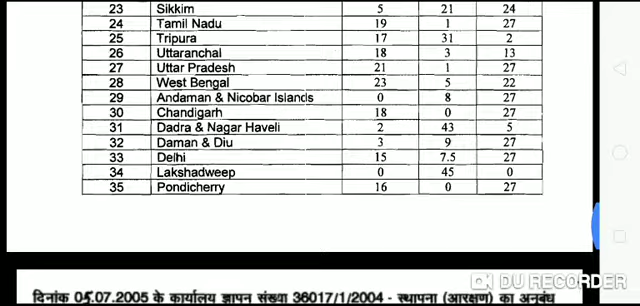 23 Sikkim 5 21 24
24 Tamil Nadu 19 1 27
25 Tripura 17 31 2
26 Uttaranchal 18 3 13
27 Uttar Pradesh 21 1 27
28 West Bengal 23 5 22
29 Andaman & Nicobar Islands 0 8 27
30 Chandigarh 18 0 27
31 Dadra & Nagar Haveli 2 43 5
32 Daman & Diu 3 9 27
33 Delhi 15 7.5 27
34 Lakshadweep 0 45 0
35 Pondicherry 16 0 27
DU RECORDER
दिनांक 05.07.2005 के कार्यालय ज्ञापन संख्या 36017/1/2004 - स्थापना (आरक्षण) का अनुबंध